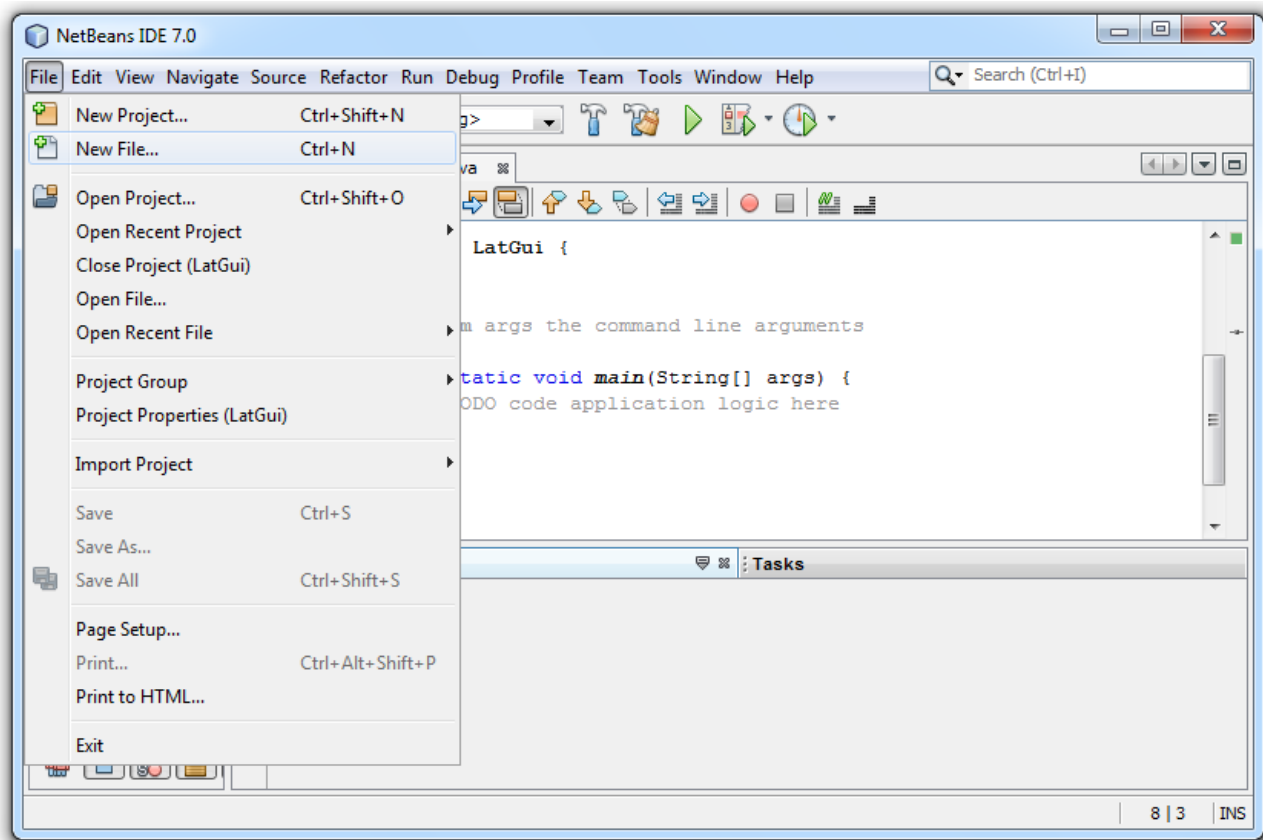 NetBeans IDE 7.0
File Edit View Navigate Source Refactor Run Debug Profile Team Tools Window Help
Search (Ctrl+I)
New Project... Ctrl+Shift+N
New File... Ctrl+N
Open Project... Ctrl+Shift+O
Open Recent Project
Close Project (LatGui)
Open File...
Open Recent File
Project Group
Project Properties (LatGui)
Import Project
Save Ctrl+S
Save As...
Save All Ctrl+Shift+S
Page Setup...
Print... Ctrl+Alt+Shift+P
Print to HTML...
Exit
g>
va
LatGui {
m args the command line arguments
tatic void main(String[] args) {
ODO code application logic here
Tasks
8 | 3 INS